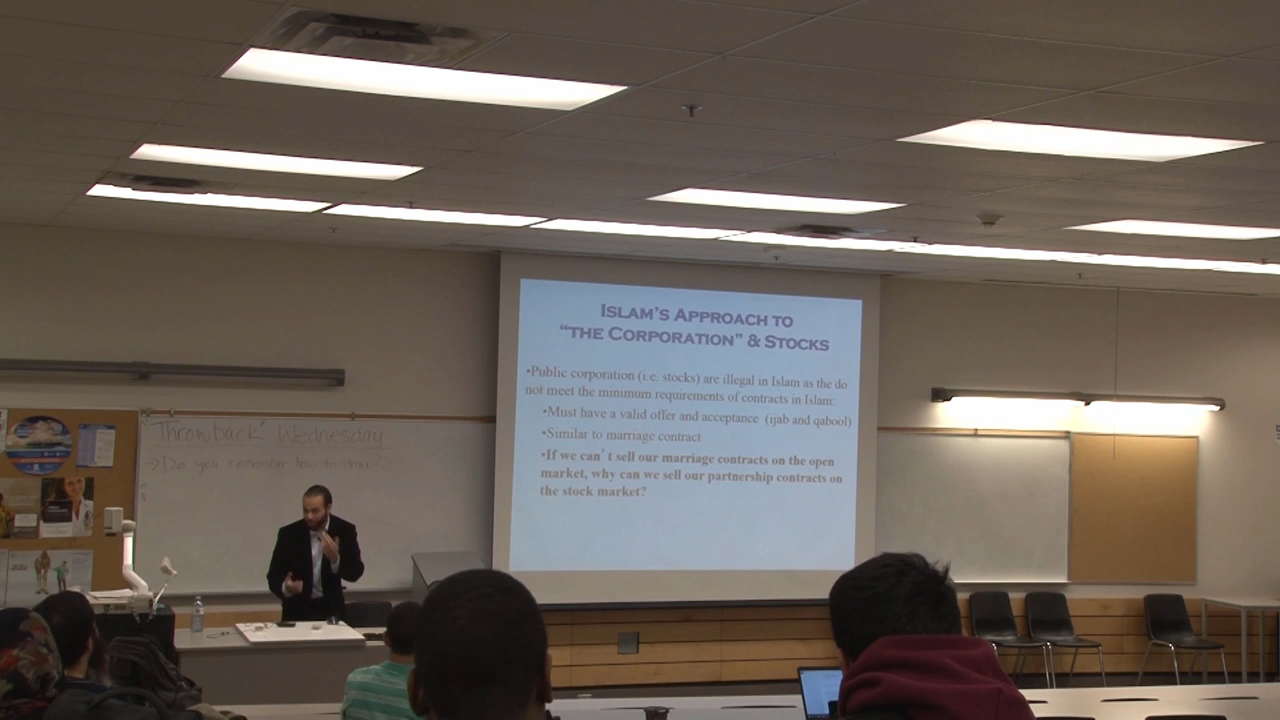 Throwback Wednesday
→ Do you remember how to draw?
ISLAM'S APPROACH TO
"THE CORPORATION" & STOCKS
•Public corporation (i.e. stocks) are illegal in Islam as the do
not meet the minimum requirements of contracts in Islam:
•Must have a valid offer and acceptance (ijab and qabool)
•Similar to marriage contract
•If we can't sell our marriage contracts on the open
market, why can we sell our partnership contracts on
the stock market?